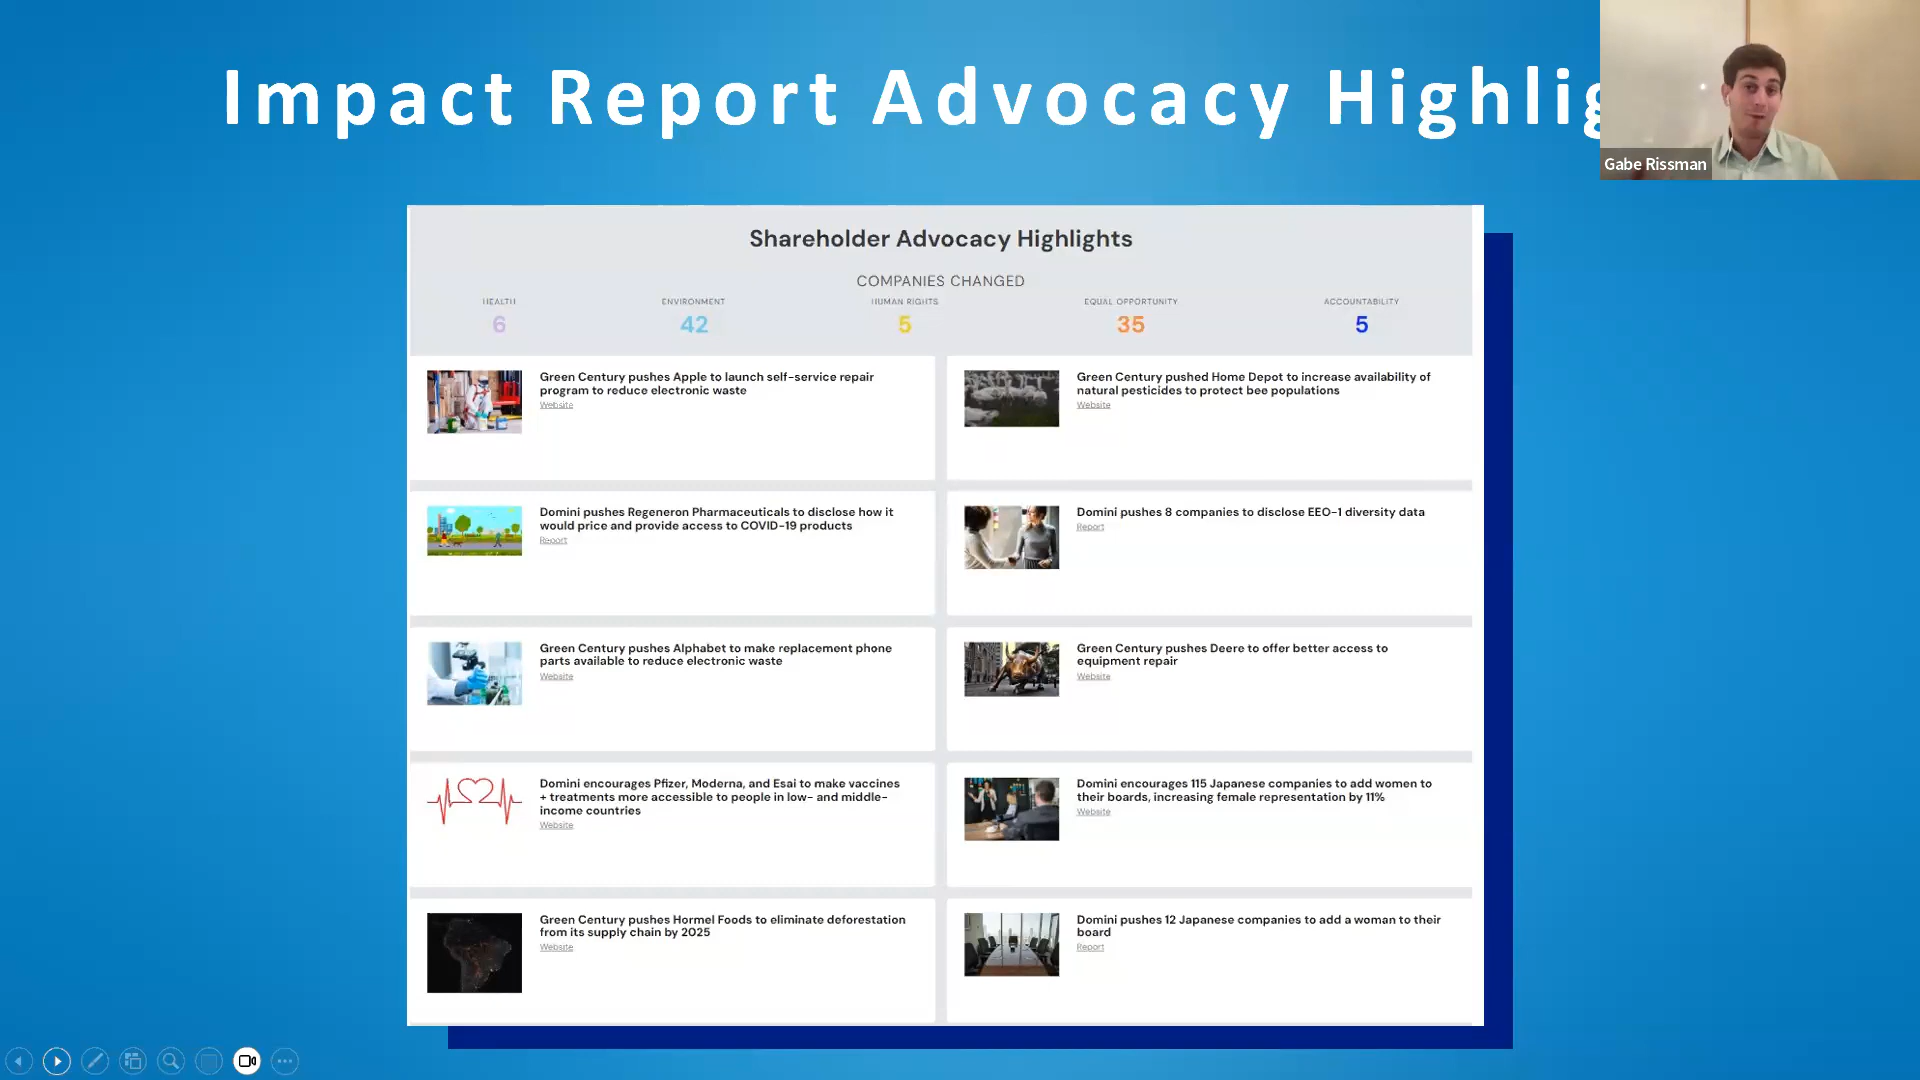 Impact Report Advocacy Highlig
Gabe Rissman
Shareholder Advocacy Highlights
COMPANIES CHANGED
HEALTH
6
ENVIRONMENT
42
HUMAN RIGHTS
5
EQUAL OPPORTUNITY
35
ACCOUNTABILITY
5
Green Century pushes Apple to launch self-service repair
program to reduce electronic waste
Website
Green Century pushed Home Depot to increase availability of
natural pesticides to protect bee populations
Website
Domini pushes Regeneron Pharmaceuticals to disclose how it
would price and provide access to COVID-19 products
Report
Domini pushes 8 companies to disclose EEO-1 diversity data
Report
Green Century pushes Alphabet to make replacement phone
parts available to reduce electronic waste
Website
Green Century pushes Deere to offer better access to
equipment repair
Website
Domini encourages Pfizer, Moderna, and Esai to make vaccines
+ treatments more accessible to people in low- and middle-
income countries
Website
Domini encourages 115 Japanese companies to add women to
their boards, increasing female representation by 11%
Website
Green Century pushes Hormel Foods to eliminate deforestation
from its supply chain by 2025
Website
Domini pushes 12 Japanese companies to add a woman to their
board
Report